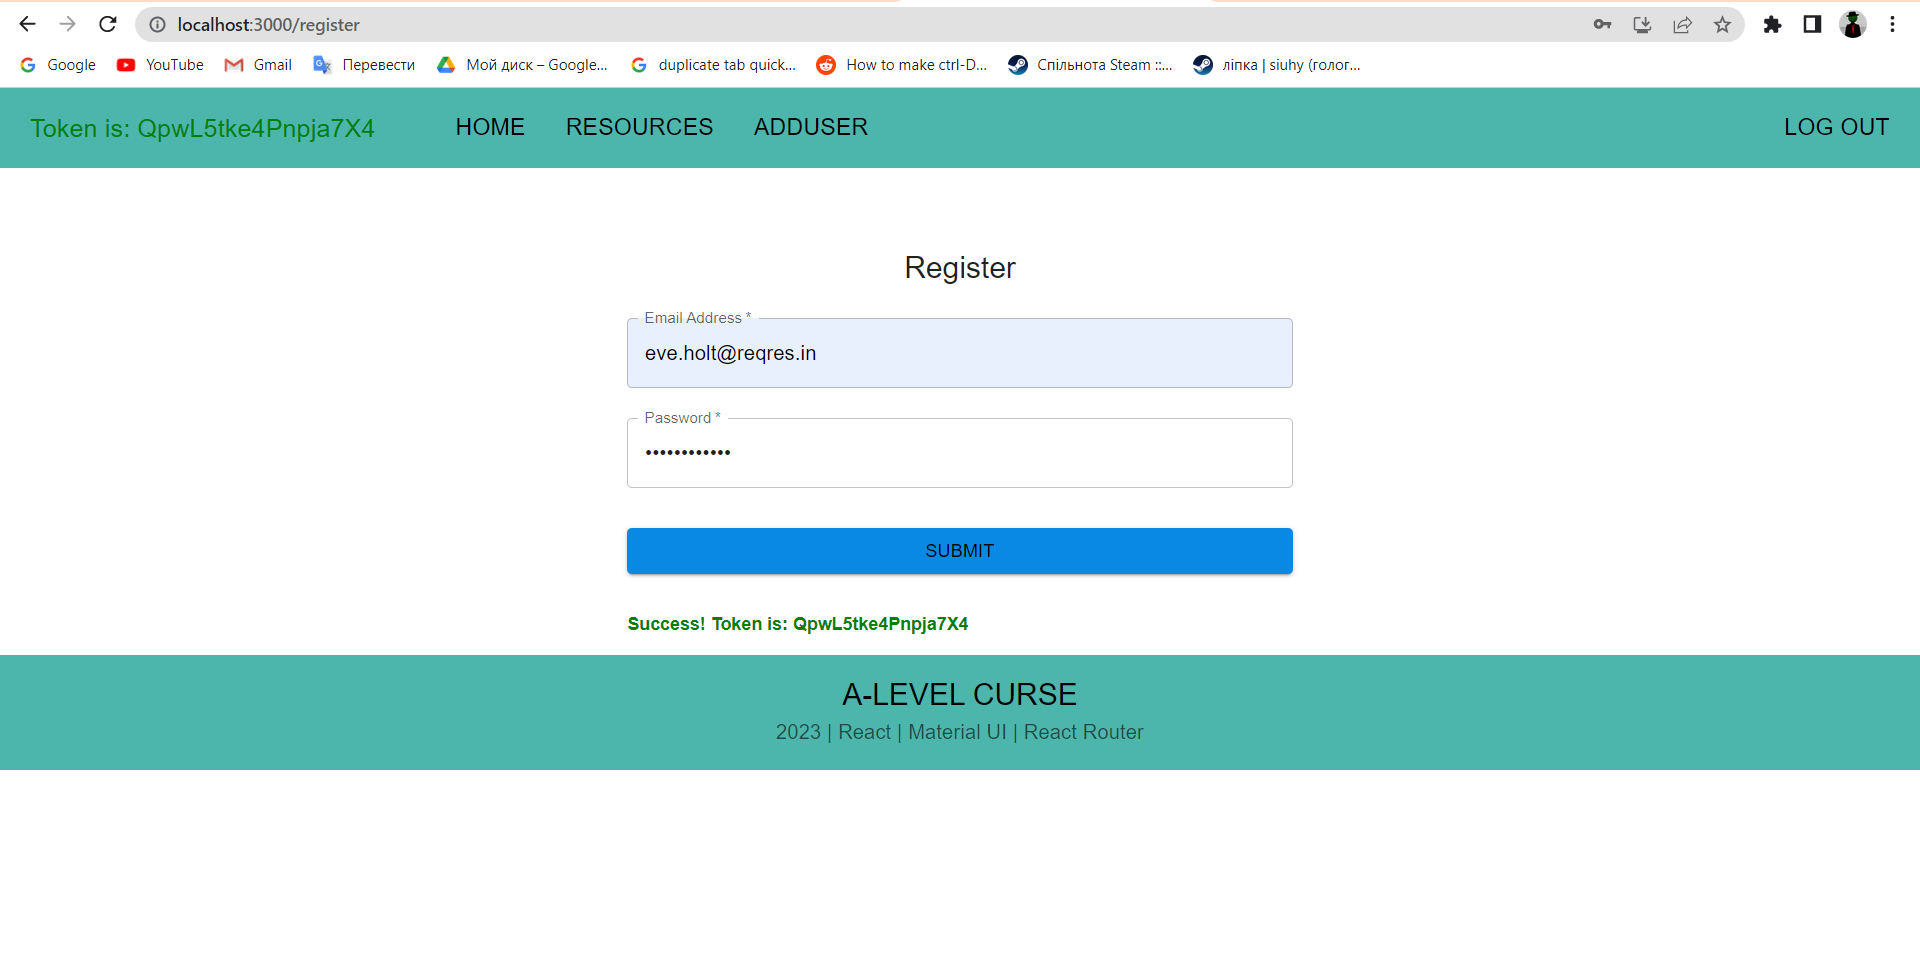 localhost:3000/register
Google YouTube Gmail Перевести Мой диск – Google... duplicate tab quick... How to make ctrl-D... Спільнота Steam ::... ліпка | siuhy (голог...
Token is: QpwL5tke4Pnpja7X4 HOME RESOURCES ADDUSER LOG OUT
Register
Email Address *
eve.holt@reqres.in
Password *
••••••••••••
SUBMIT
Success! Token is: QpwL5tke4Pnpja7X4
A-LEVEL CURSE
2023 | React | Material UI | React Router